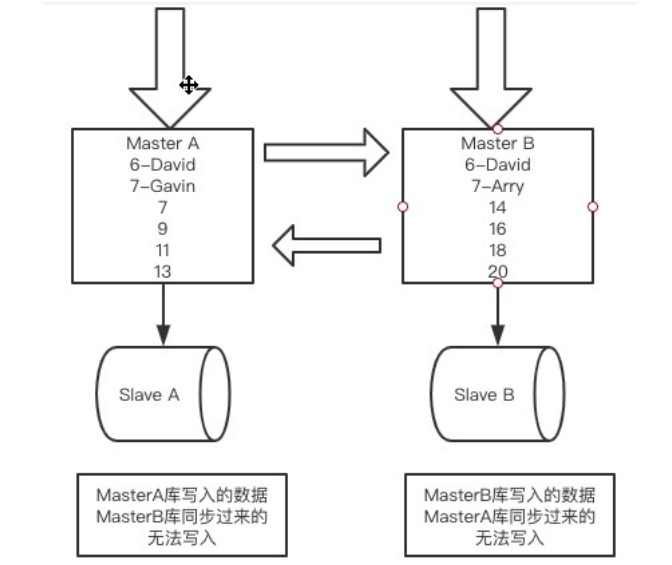 Master A
6-David
7-Gavin
7
9
11
13
Master B
6-David
7-Arry
14
16
18
20
Slave A
Slave B
MasterA库写入的数据
MasterB库同步过来的
无法写入
MasterB库写入的数据
MasterA库同步过来的
无法写入